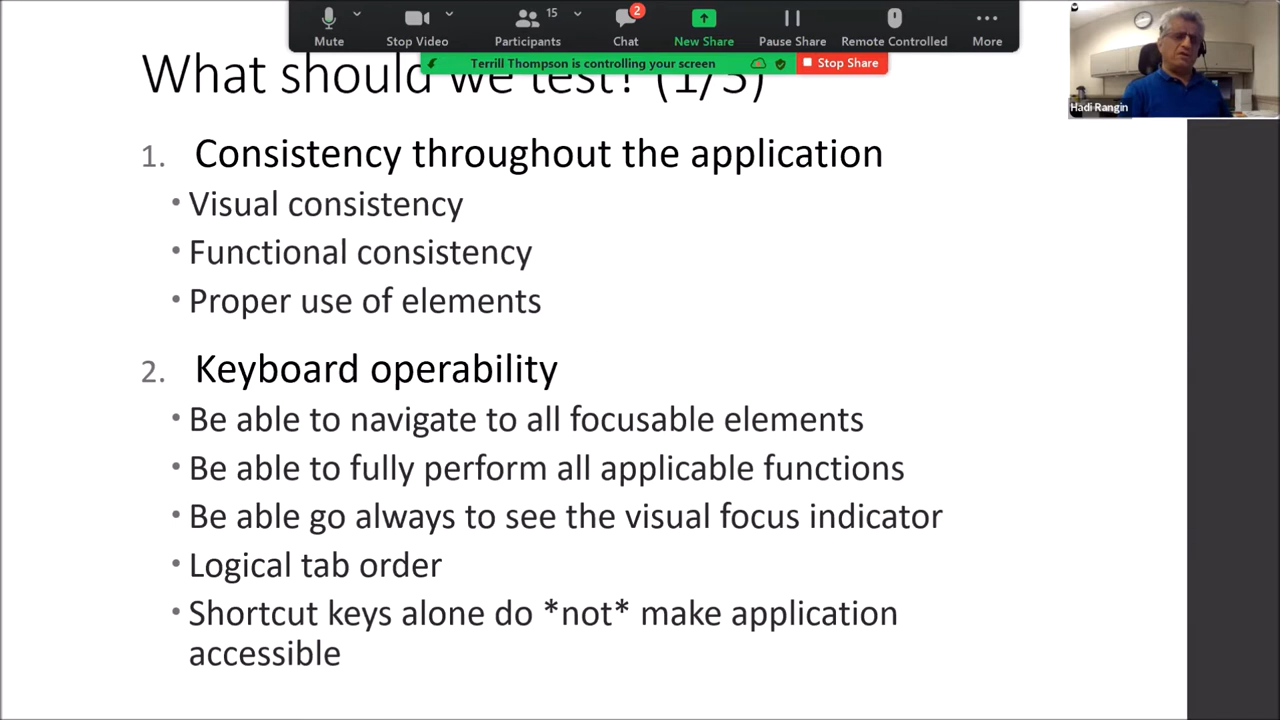 15
2
Mute
Stop Video
Participants
Chat
New Share
Pause Share
Remote Controlled
More
Terrill Thompson is controlling your screen
Stop Share
Hadi Rangin
What should we test? (1/3)
1. Consistency throughout the application
• Visual consistency
• Functional consistency
• Proper use of elements
2. Keyboard operability
• Be able to navigate to all focusable elements
• Be able to fully perform all applicable functions
• Be able go always to see the visual focus indicator
• Logical tab order
• Shortcut keys alone do *not* make application
accessible